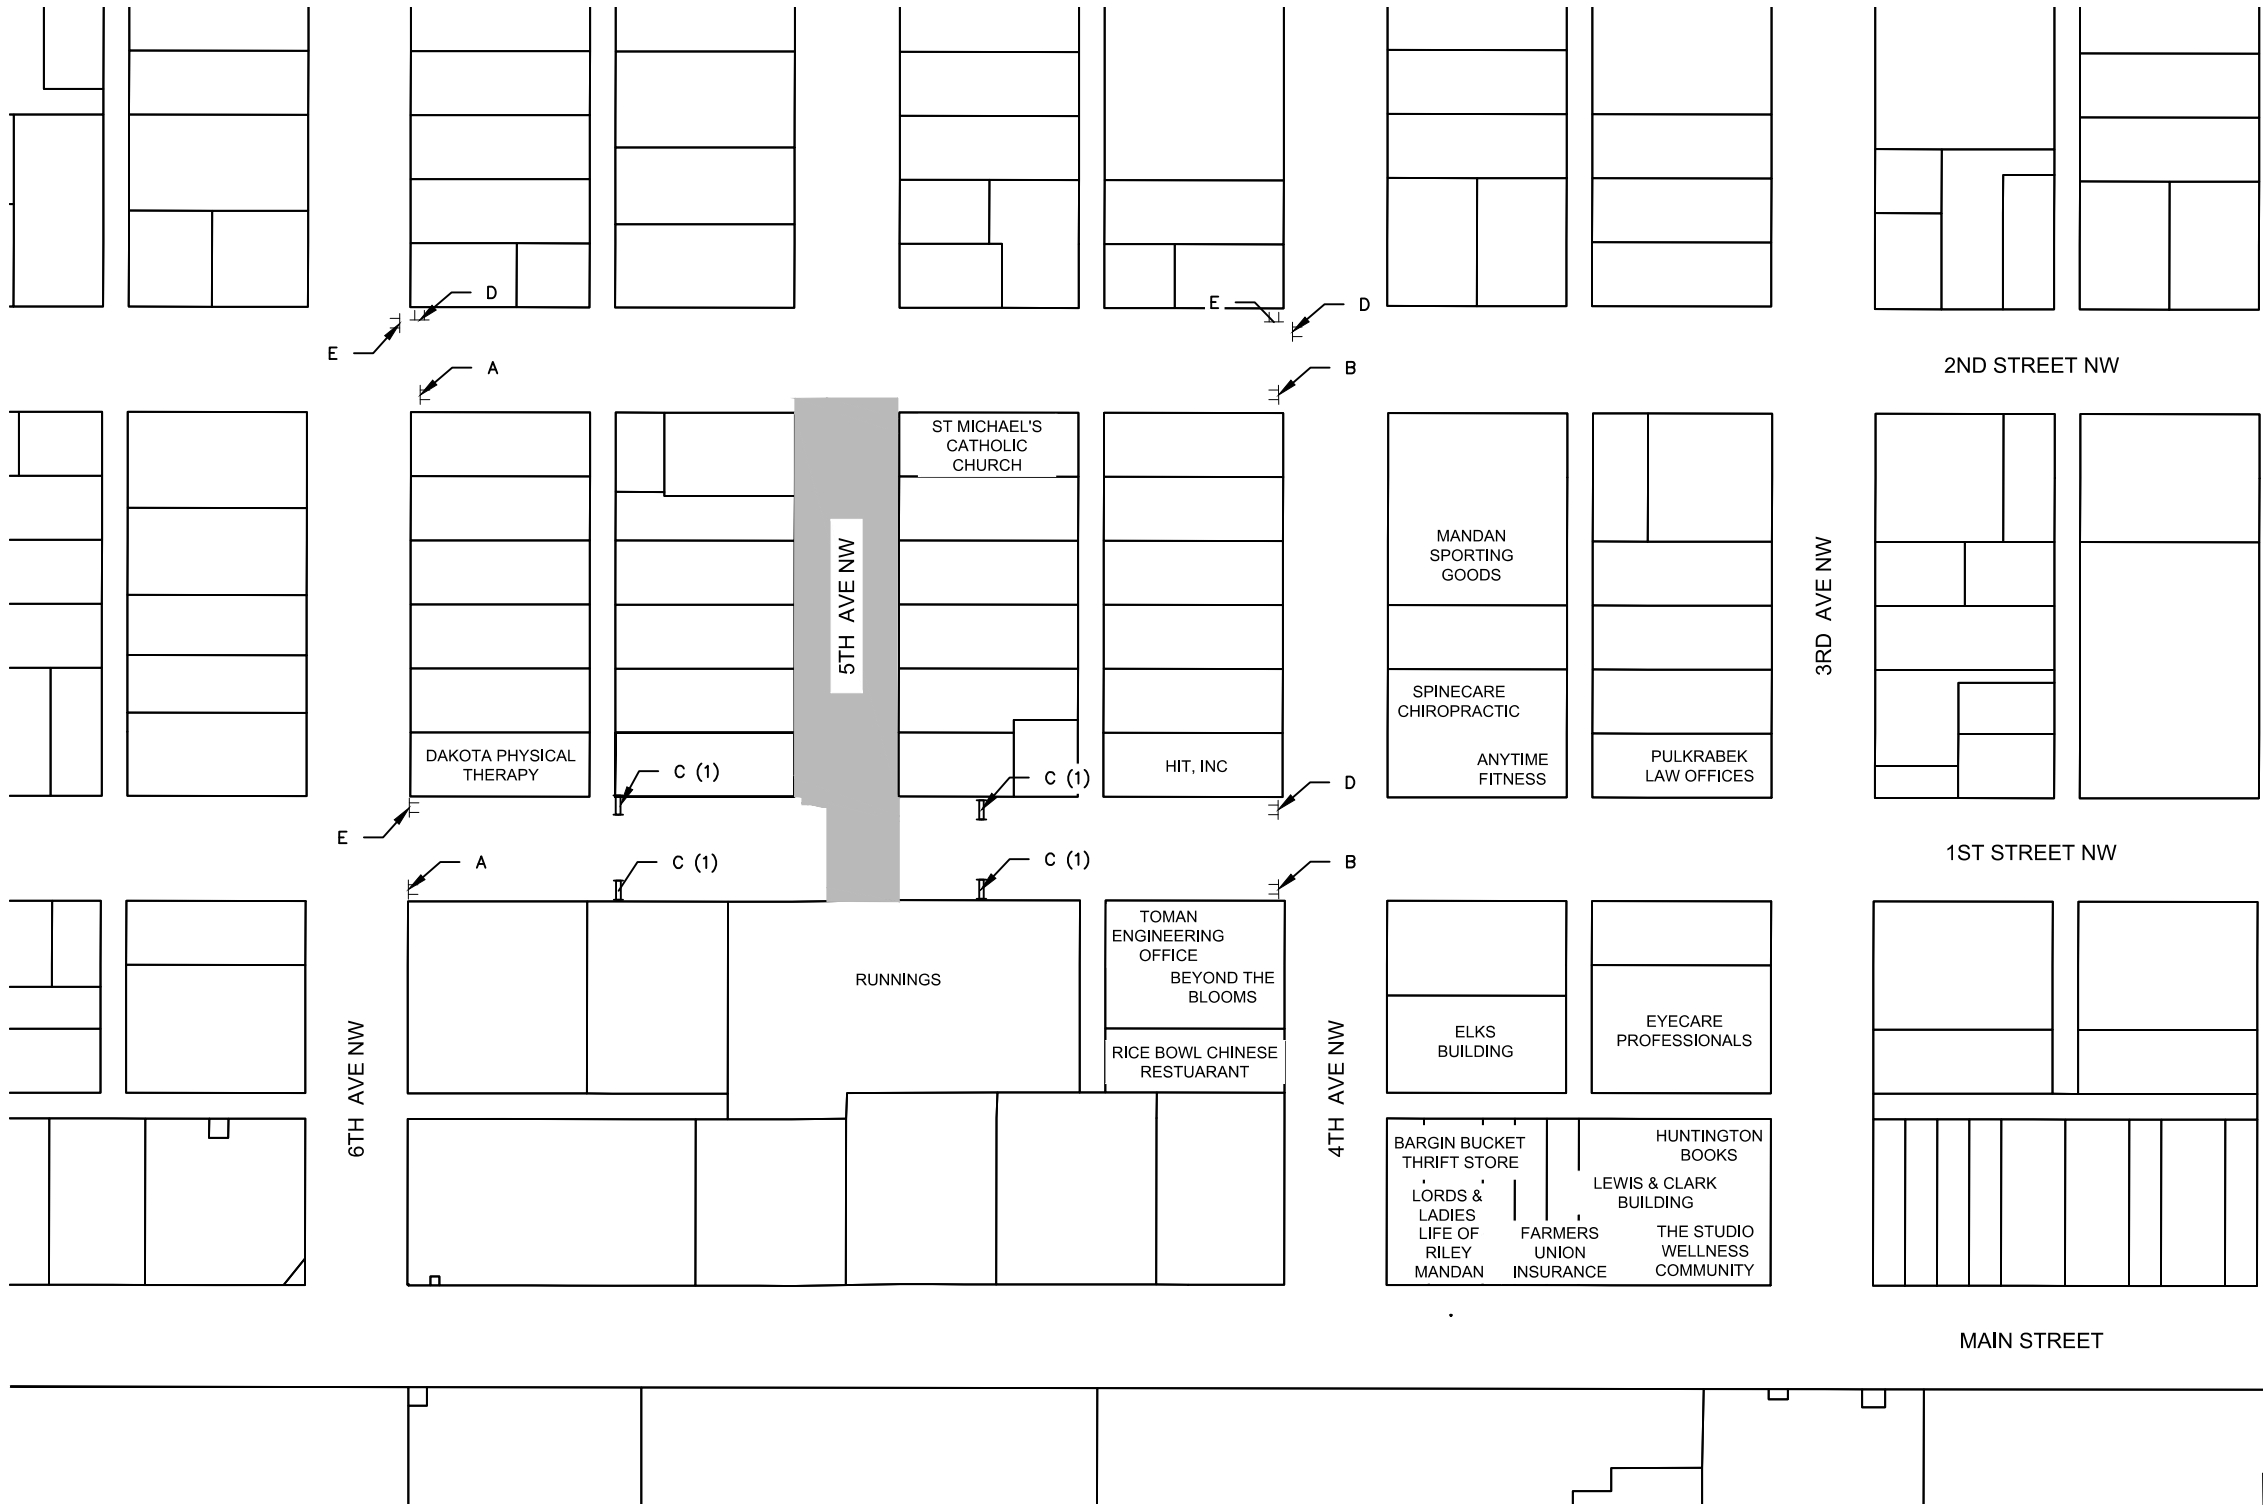 D
E
D
E
A
B
2ND STREET NW
ST MICHAEL'S
CATHOLIC
CHURCH
5TH AVE NW
MANDAN
SPORTING
GOODS
3RD AVE NW
SPINECARE
CHIROPRACTIC
DAKOTA PHYSICAL
THERAPY
C (1)
C (1)
HIT, INC
ANYTIME
FITNESS
PULKRABEK
LAW OFFICES
D
E
A
C (1)
C (1)
B
1ST STREET NW
TOMAN
ENGINEERING
OFFICE
BEYOND THE
BLOOMS
RUNNINGS
6TH AVE NW
RICE BOWL CHINESE
RESTUARANT
4TH AVE NW
ELKS
BUILDING
EYECARE
PROFESSIONALS
BARGIN BUCKET
THRIFT STORE
HUNTINGTON
BOOKS
LORDS &
LADIES
LIFE OF
RILEY
MANDAN
LEWIS & CLARK
BUILDING
FARMERS
UNION
INSURANCE
THE STUDIO
WELLNESS
COMMUNITY
MAIN STREET